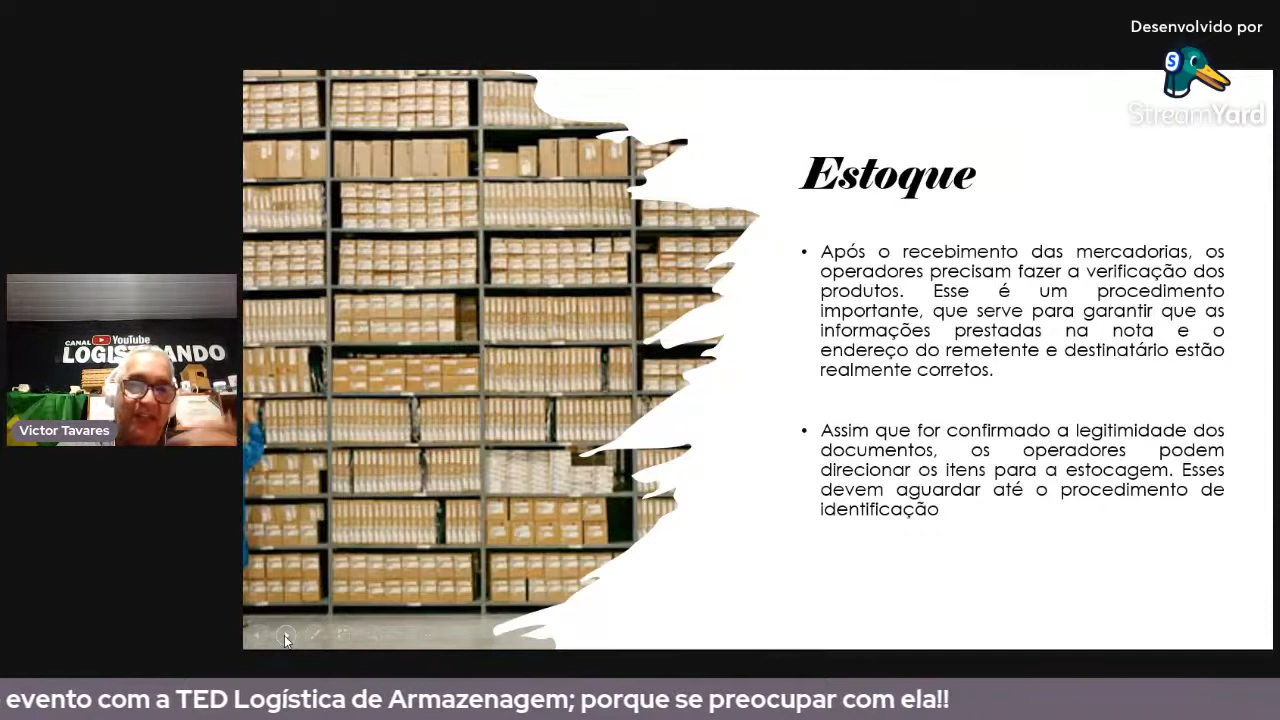 Desenvolvido por
StreamYard
Estoque
• Após o recebimento das mercadorias, os
operadores precisam fazer a verificação dos
produtos. Esse é um procedimento
importante, que serve para garantir que as
informações prestadas na nota e o
endereço do remetente e destinatário estão
realmente corretos.
• Assim que for confirmado a legitimidade dos
documentos, os operadores podem
direcionar os itens para a estocagem. Esses
devem aguardar até o procedimento de
identificação
CANAL YouTube
LOGISTICANDO
Victor Tavares
evento com a TED Logística de Armazenagem; porque se preocupar com ela!!